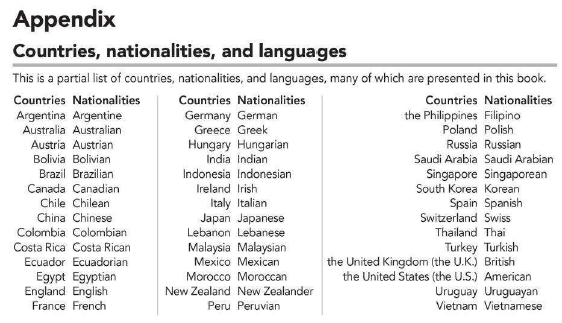 Appendix
Countries, nationalities, and languages
This is a partial list of countries, nationalities, and languages, many of which are presented in this book.
Countries Nationalities
Argentina Argentine
Australia Australian
Austria Austrian
Bolivia Bolivian
Brazil Brazilian
Canada Canadian
Chile Chilean
China Chinese
Colombia Colombian
Costa Rica Costa Rican
Ecuador Ecuadorian
Egypt Egyptian
England English
France French
Countries Nationalities
Germany German
Greece Greek
Hungary Hungarian
India Indian
Indonesia Indonesian
Ireland Irish
Italy Italian
Japan Japanese
Lebanon Lebanese
Malaysia Malaysian
Mexico Mexican
Morocco Moroccan
New Zealand New Zealander
Peru Peruvian
Countries Nationalities
the Philippines Filipino
Poland Polish
Russia Russian
Saudi Arabia Saudi Arabian
Singapore Singaporean
South Korea Korean
Spain Spanish
Switzerland Swiss
Thailand Thai
Turkey Turkish
the United Kingdom (the U.K.) British
the United States (the U.S.) American
Uruguay Uruguayan
Vietnam Vietnamese